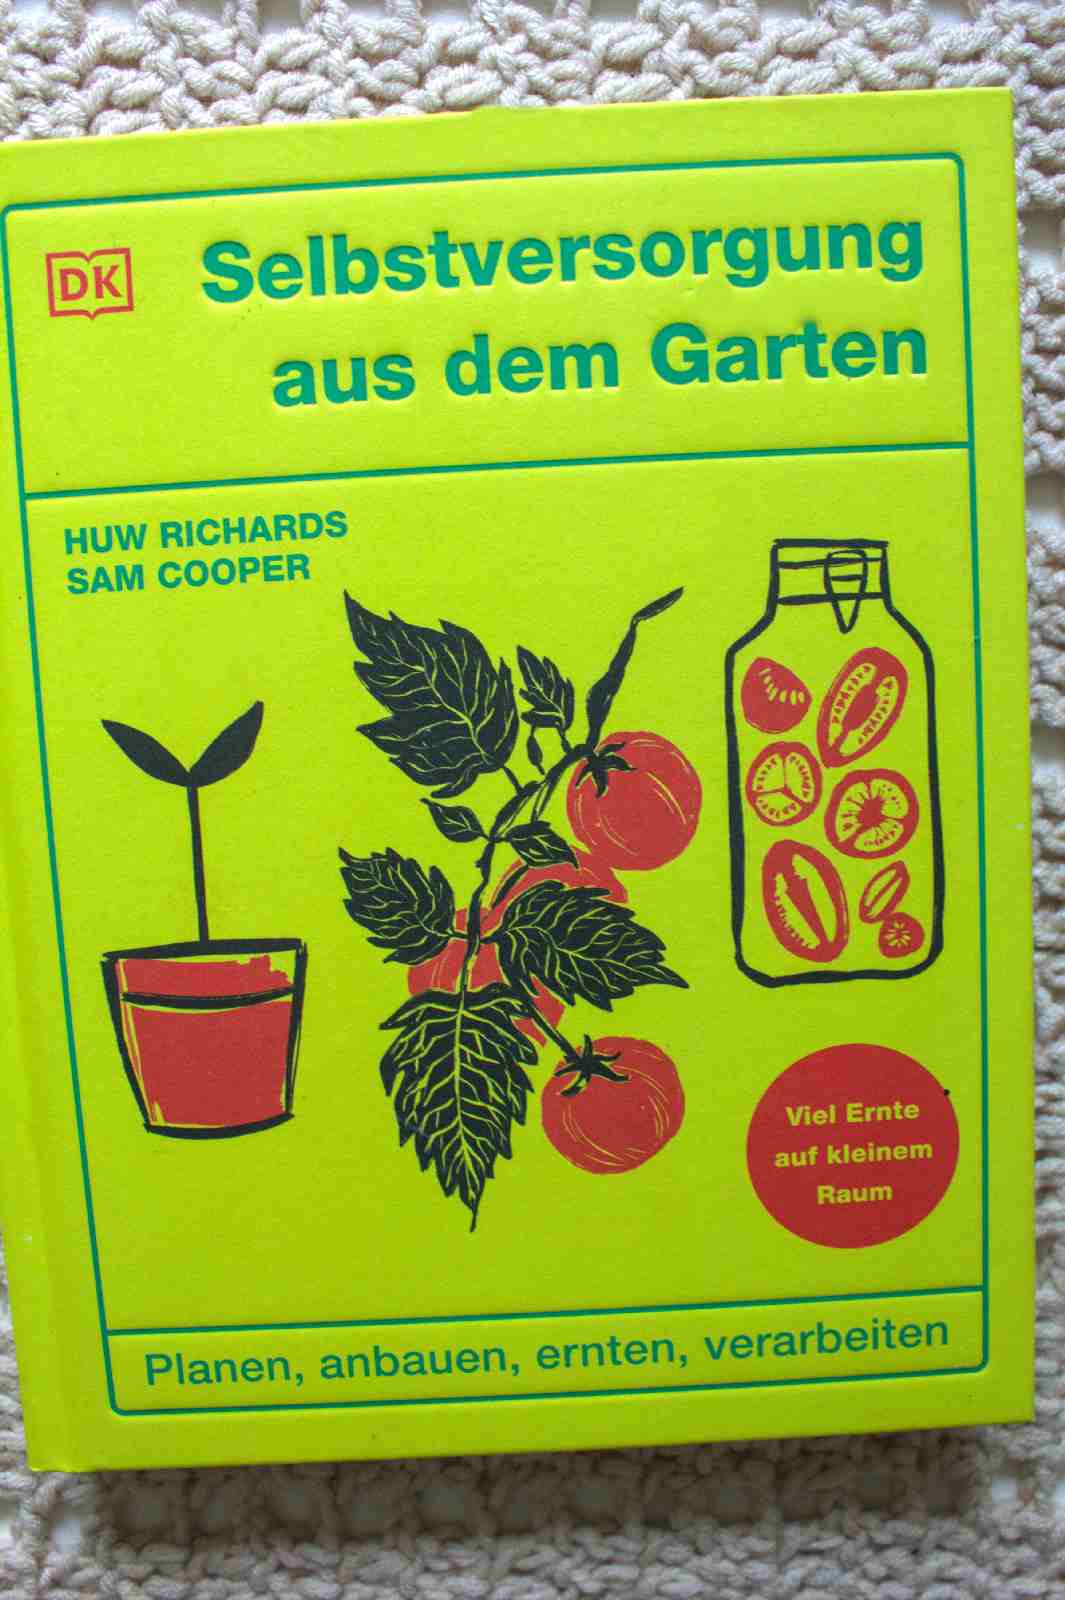 DK
Selbstversorgung
aus dem Garten
HUW RICHARDS
SAM COOPER
Viel Ernte
auf kleinem
Raum
Planen, anbauen, ernten, verarbeiten